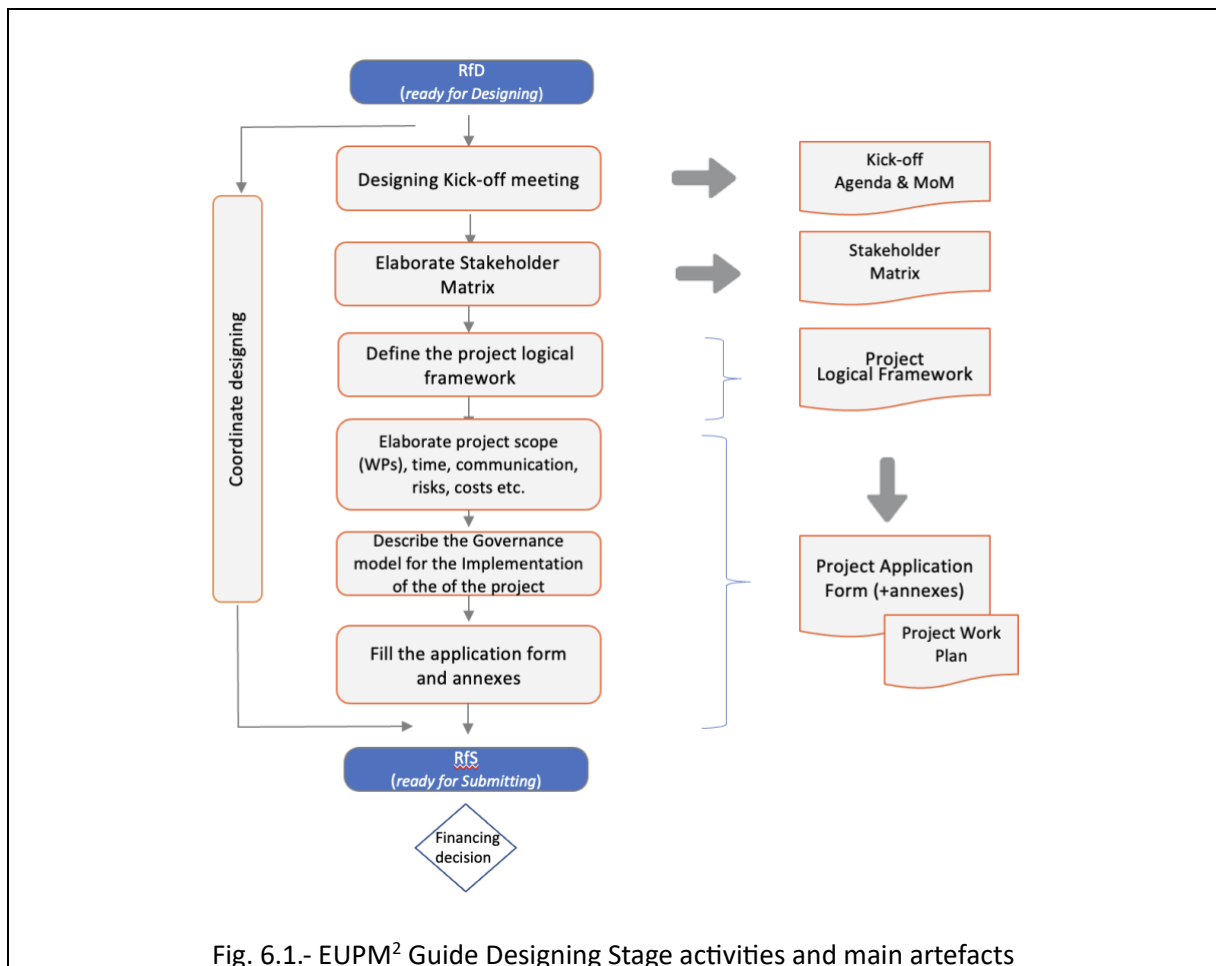 RfD
(ready for Designing)
Designing Kick-off meeting
Kick-off
Agenda & MoM
Elaborate Stakeholder
Matrix
Stakeholder
Matrix
Coordinate designing
Define the project logical
framework
Project
Logical Framework
Elaborate project scope
(WPs), time, communication,
risks, costs etc.
Describe the Governance
model for the Implementation
of the of the project
Project Application
Form (+annexes)
Project Work
Plan
Fill the application form
and annexes
RfS
(ready for Submitting)
Financing
decision
Fig. 6.1.- EUPM² Guide Designing Stage activities and main artefacts